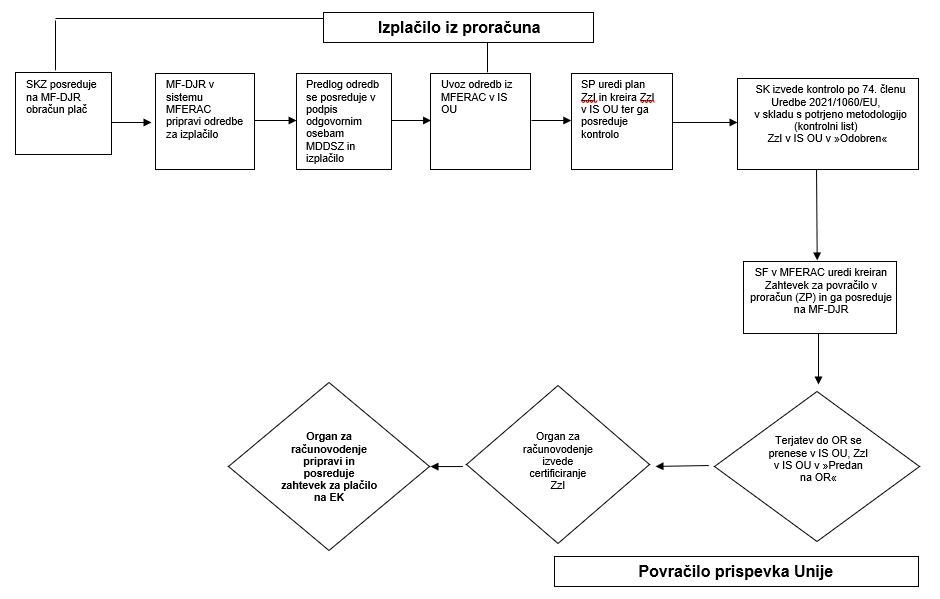 Izplačilo iz proračuna
SKZ posreduje
na MF-DJR
obračun plač
MF-DJR v
sistemu
MFERAC
pripravi odredbe
za izplačilo
Predlog odredb
se posreduje v
podpis
odgovornim
osebam
MDDSZ in
izplačilo
Uvoz odredb iz
MFERAC v IS
OU
SP uredi plan
ZzI in kreira ZzI
v IS OU ter ga
posreduje
kontrolo
SK izvede kontrolo po 74. členu
Uredbe 2021/1060/EU,
v skladu s potrjeno metodologijo
(kontrolni list)
ZzI v IS OU v »Odobren«
SF v MFERAC uredi kreiran
Zahtevek za povračilo v
proračun (ZP) in ga posreduje
na MF-DJR
Terjatev do OR se
prenese v IS OU, ZzI
v IS OU v »Predan
na OR«
Organ za
računovodenje
izvede
certificiranje
ZzI
Organ za
računovodenje
pripravi in
posreduje
zahtevek za plačilo
na EK
Povračilo prispevka Unije